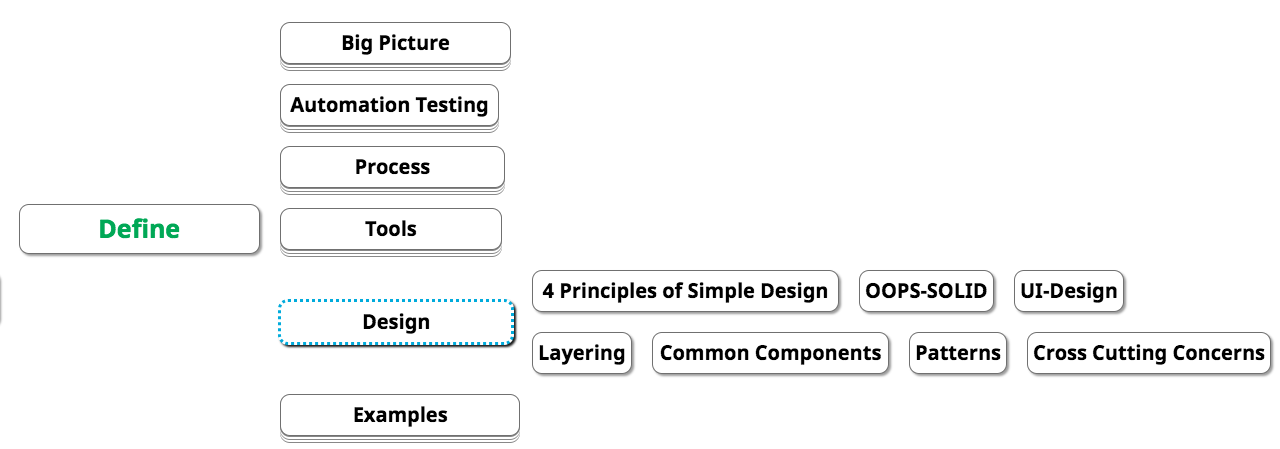 Big Picture
Automation Testing
Process
Define
Tools
4 Principles of Simple Design
OOPS-SOLID
UI-Design
Design
Layering
Common Components
Patterns
Cross Cutting Concerns
Examples